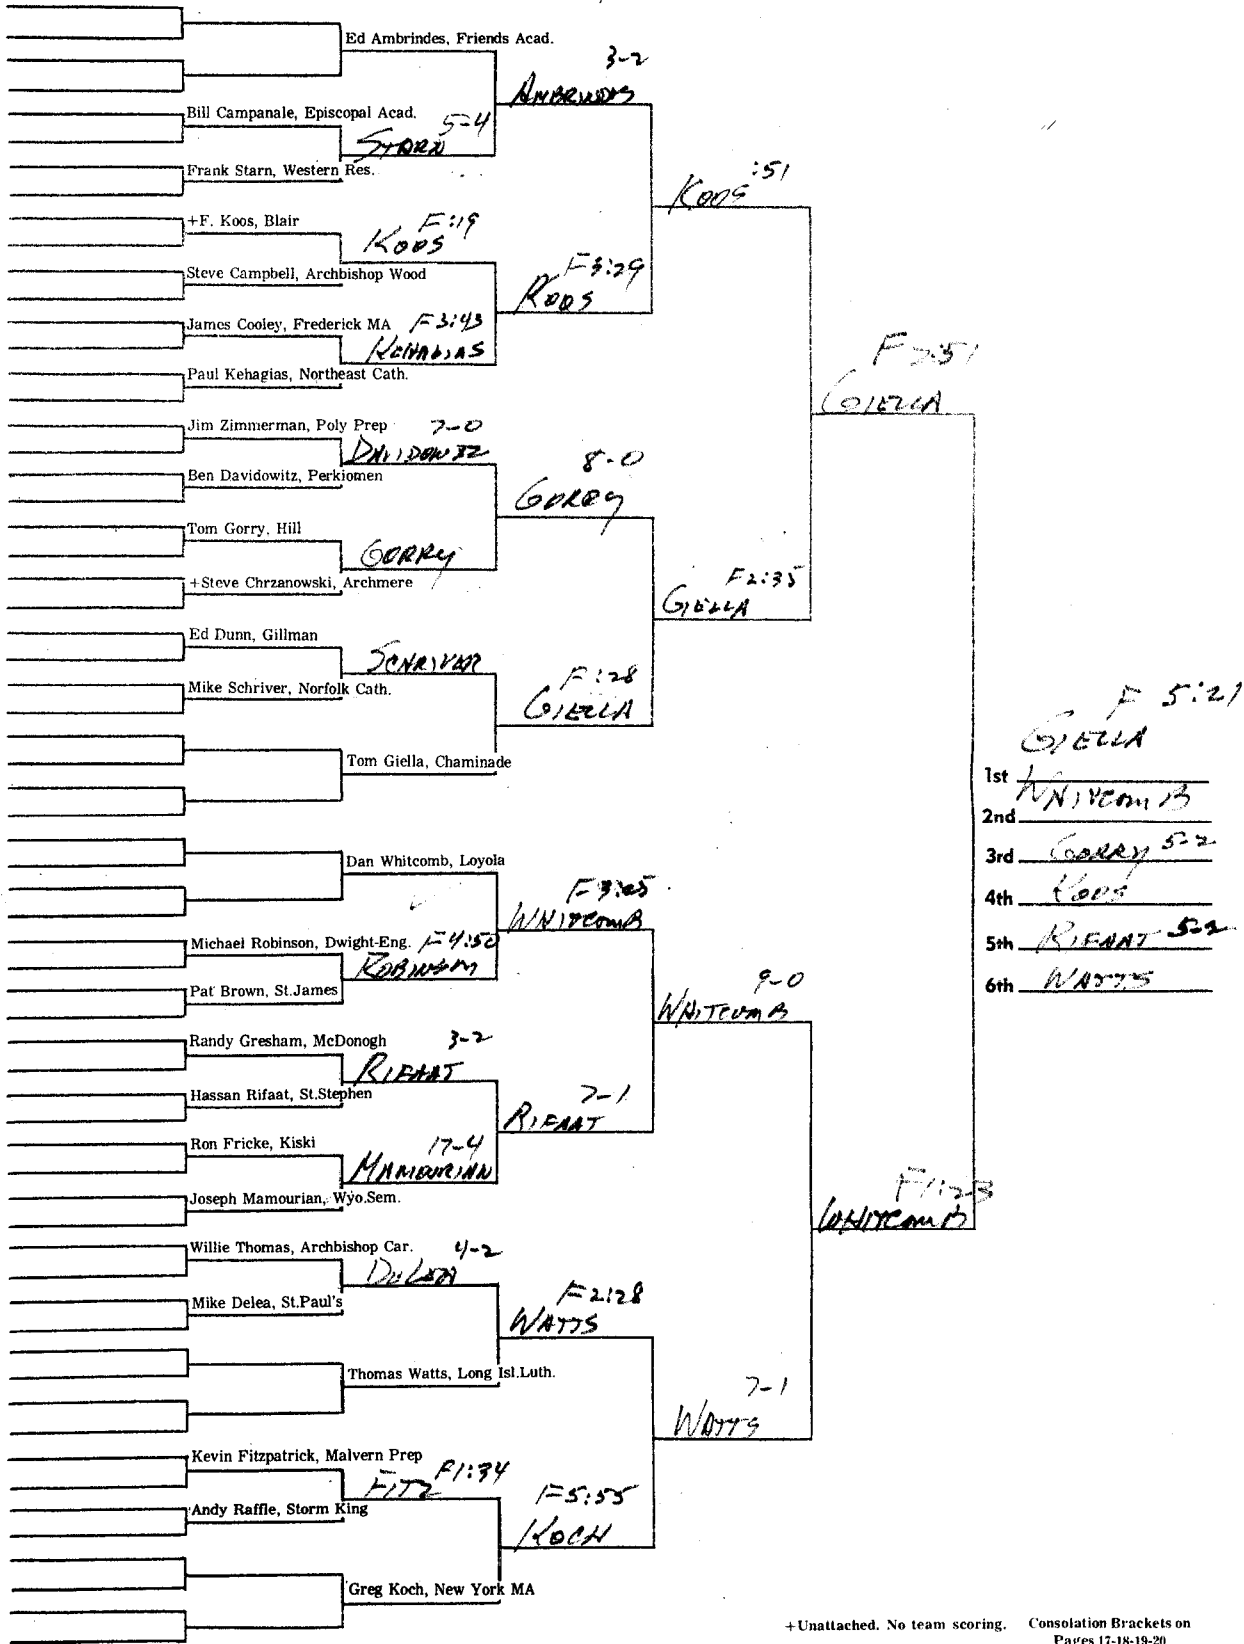 Ed Ambrindes, Friends Acad.
3-2
AMBRINDES
Bill Campanale, Episcopal Acad.
5-4
STARN
Frank Starn, Western Res.
:51
KOOS
+F. Koos, Blair
F:19
KOOS
Steve Campbell, Archbishop Wood
F3:29
KOOS
James Cooley, Frederick MA
F3:43
KEHAGIAS
Paul Kehagias, Northeast Cath.
F 2:51
GIELLA
Jim Zimmerman, Poly Prep
7-0
DAVIDOWITZ
Ben Davidowitz, Perkiomen
8-0
GORRY
Tom Gorry, Hill
GORRY
+Steve Chrzanowski, Archmere
F2:35
GIELLA
Ed Dunn, Gillman
SCHRIVER
Mike Schriver, Norfolk Cath.
F:28
GIELLA
Tom Giella, Chaminade
F 5:21
GIELLA
1st
WHITCOMB
2nd
3rd GORRY 5-2
4th KOOS
5th RIFAAT 5-2
6th WATTS
Dan Whitcomb, Loyola
F3:05
WHITCOMB
Michael Robinson, Dwight-Eng. F4:50
ROBINSON
Pat Brown, St.James
9-0
WHITCOMB
Randy Gresham, McDonogh
3-2
RIFAAT
Hassan Rifaat, St.Stephen
7-1
RIFAAT
Ron Fricke, Kiski
17-4
MAMOURIAN
Joseph Mamourian, Wyo.Sem.
F1:23
WHITCOMB
Willie Thomas, Archbishop Car.
4-2
DELEA
Mike Delea, St.Paul's
F2:28
WATTS
Thomas Watts, Long Isl.Luth.
7-1
WATTS
Kevin Fitzpatrick, Malvern Prep
FITZ F1:34
Andy Raffle, Storm King
F5:55
KOCH
Greg Koch, New York MA
+Unattached. No team scoring. Consolation Brackets on
Pages 17-18-19-20